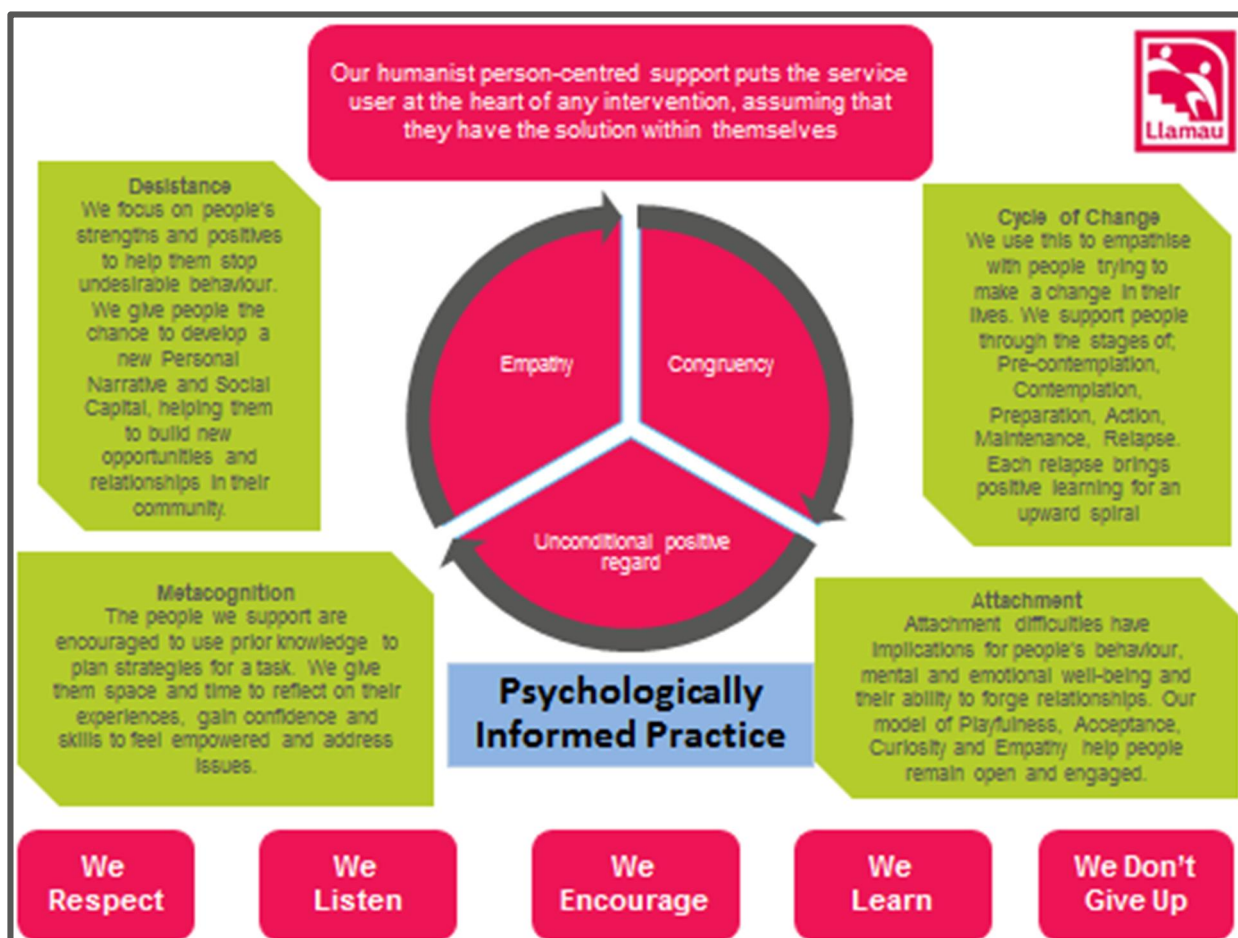 Our humanist person-centred support puts the service
user at the heart of any intervention, assuming that
they have the solution within themselves
Llamau
Desistance
We focus on people's
strengths and positives
to help them stop
undesirable behaviour.
We give people the
chance to develop a
new Personal
Narrative and Social
Capital, helping them
to build new
opportunities and
relationships in their
community.
Empathy
Congruency
Unconditional positive
regard
Cycle of Change
We use this to empathise
with people trying to
make a change in their
lives. We support people
through the stages of;
Pre-contemplation,
Contemplation,
Preparation, Action,
Maintenance, Relapse.
Each relapse brings
positive learning for an
upward spiral
Metacognition
The people we support are
encouraged to use prior knowledge to
plan strategies for a task. We give
them space and time to reflect on their
experiences, gain confidence and
skills to feel empowered and address
issues.
Psychologically
Informed Practice
Attachment
Attachment difficulties have
implications for people's behaviour,
mental and emotional well-being and
their ability to forge relationships. Our
model of Playfulness, Acceptance,
Curiosity and Empathy help people
remain open and engaged.
We
Respect
We
Listen
We
Encourage
We
Learn
We Don't
Give Up